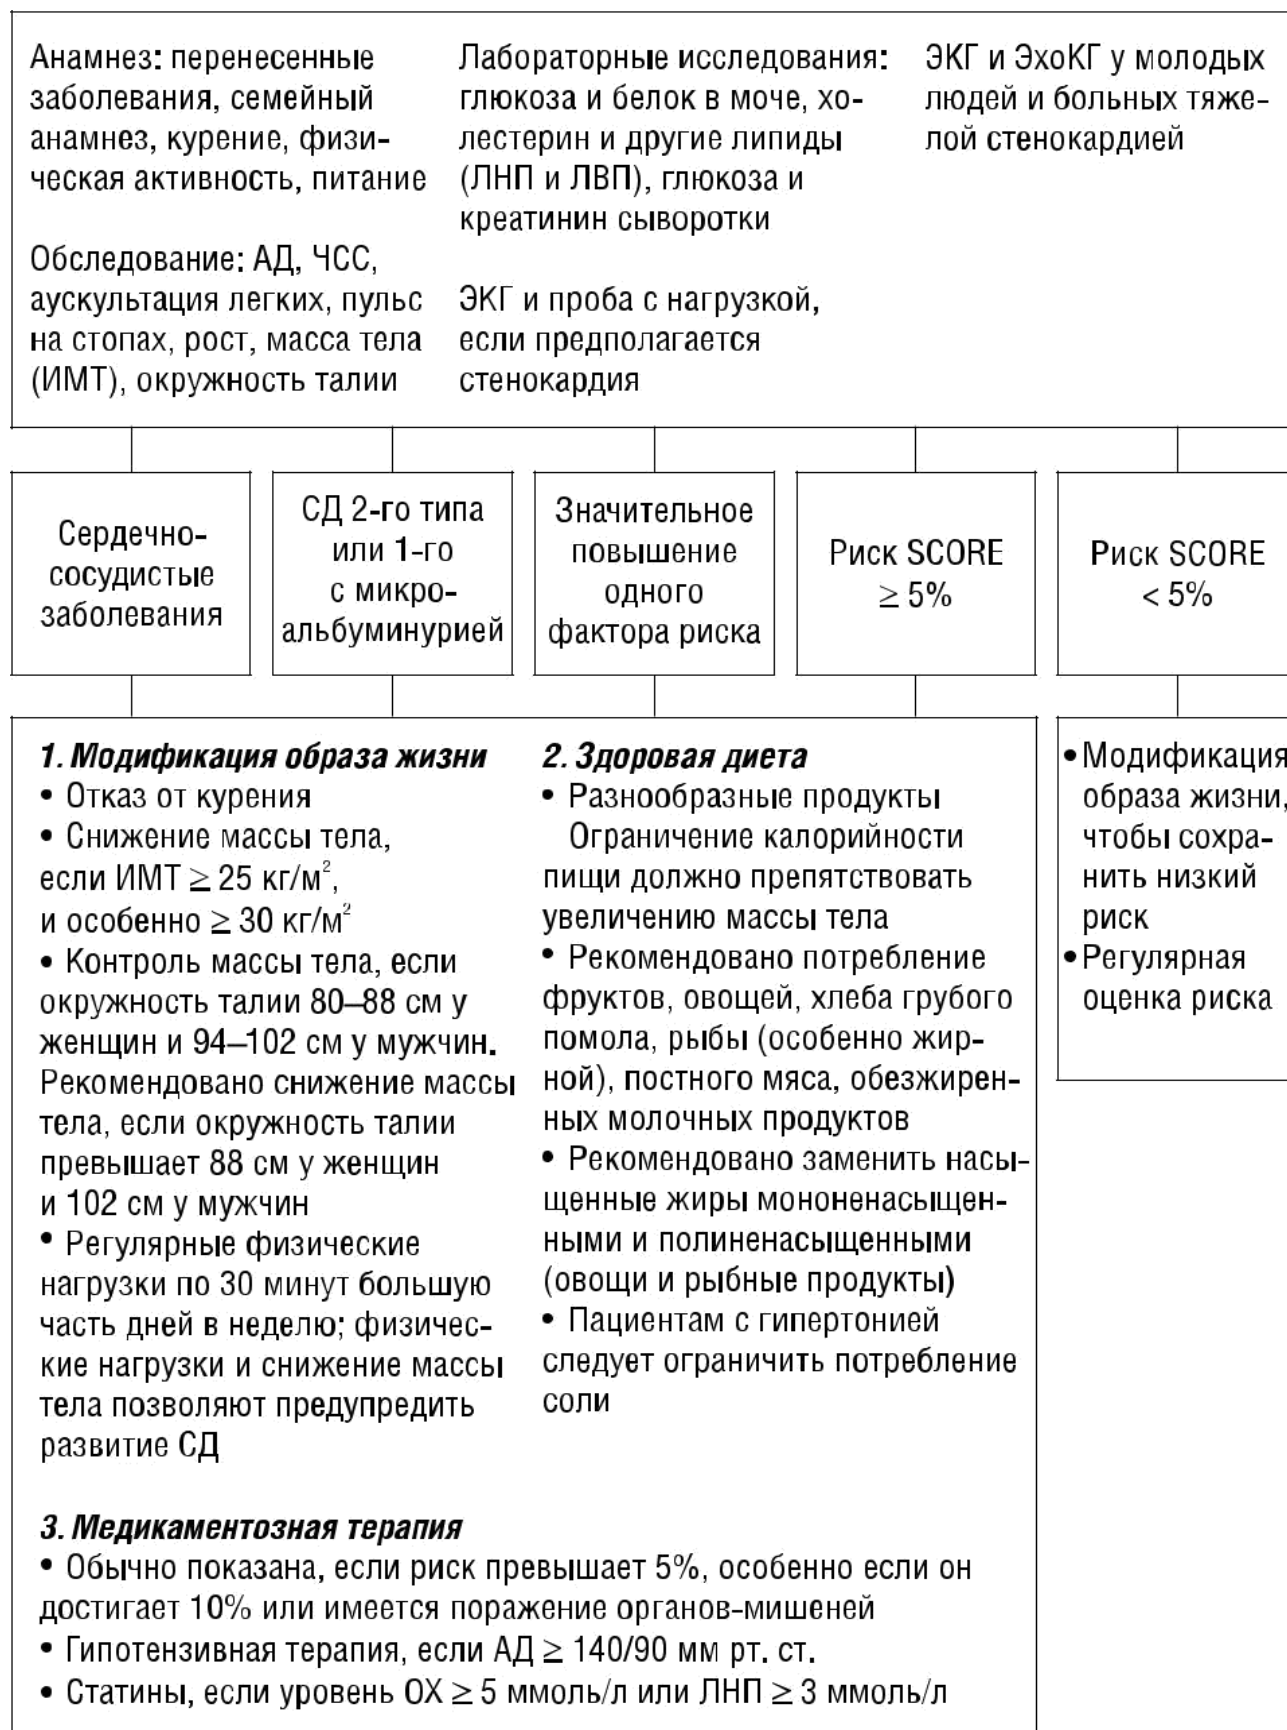 Анамнез: перенесенные
заболевания, семейный
анамнез, курение, физи-
ческая активность, питание
Обследование: АД, ЧСС,
аускультация легких, пульс
на стопах, рост, масса тела
(ИМТ), окружность талии
Лабораторные исследования:
глюкоза и белок в моче, хо-
лестерин и другие липиды
(ЛНП и ЛВП), глюкоза и
креатинин сыворотки
ЭКГ и проба с нагрузкой,
если предполагается
стенокардия
ЭКГ и ЭхоКГ у молодых
людей и больных тяже-
лой стенокардией
Сердечно-
сосудистые
заболевания
СД 2-го типа
или 1-го
с микро-
альбуминурией
Значительное
повышение
одного
фактора риска
Риск SCORE
≥ 5%
Риск SCORE
< 5%
1. Модификация образа жизни
• Отказ от курения
• Снижение массы тела,
если ИМТ ≥ 25 кг/м²,
и особенно ≥ 30 кг/м²
• Контроль массы тела, если
окружность талии 80–88 см у
женщин и 94–102 см у мужчин.
Рекомендовано снижение массы
тела, если окружность талии
превышает 88 см у женщин
и 102 см у мужчин
• Регулярные физические
нагрузки по 30 минут большую
часть дней в неделю; физичес-
кие нагрузки и снижение массы
тела позволяют предупредить
развитие СД
2. Здоровая диета
• Разнообразные продукты
Ограничение калорийности
пищи должно препятствовать
увеличению массы тела
• Рекомендовано потребление
фруктов, овощей, хлеба грубого
помола, рыбы (особенно жир-
ной), постного мяса, обезжирен-
ных молочных продуктов
• Рекомендовано заменить насы-
щенные жиры мононенасыщен-
ными и полиненасыщенными
(овощи и рыбные продукты)
• Пациентам с гипертонией
следует ограничить потребление
соли
3. Медикаментозная терапия
• Обычно показана, если риск превышает 5%, особенно если он
достигает 10% или имеется поражение органов-мишеней
• Гипотензивная терапия, если АД ≥ 140/90 мм рт. ст.
• Статины, если уровень ОХ ≥ 5 ммоль/л или ЛНП ≥ 3 ммоль/л
• Модификация
образа жизни,
чтобы сохра-
нить низкий
риск
• Регулярная
оценка риска